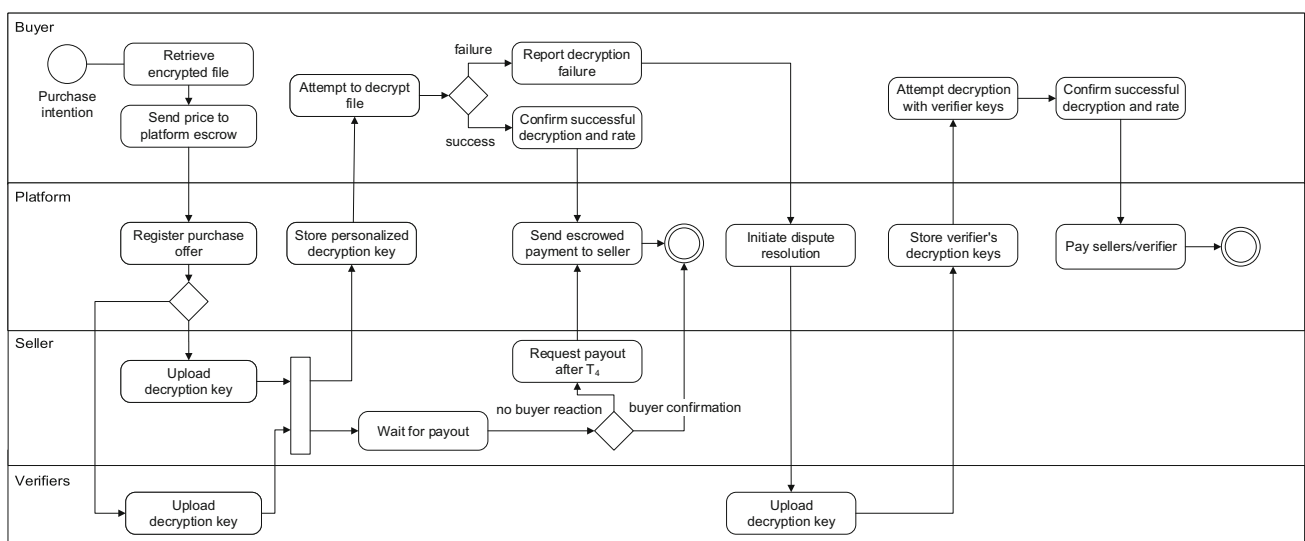 Buyer
Retrieve
encrypted file
Purchase
intention
Send price to
platform escrow
Attempt to decrypt
file
failure
success
Report decryption
failure
Confirm successful
decryption and rate
Attempt decryption
with verifier keys
Confirm successful
decryption and rate
Platform
Register purchase
offer
Store personalized
decryption key
Send escrowed
payment to seller
Initiate dispute
resolution
Store verifier's
decryption keys
Pay sellers/verifier
Seller
Upload
decryption key
Request payout
after T₄
no buyer reaction
buyer confirmation
Wait for payout
Verifiers
Upload
decryption key
Upload
decryption key